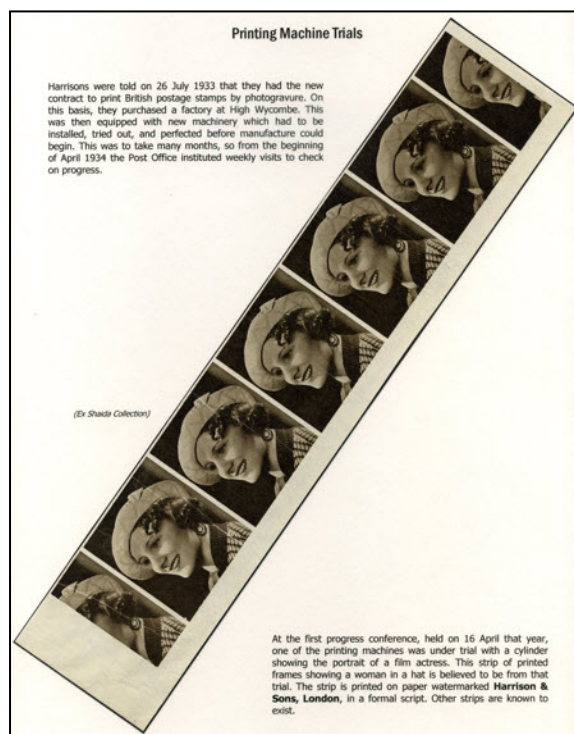 Printing Machine Trials
Harrisons were told on 26 July 1933 that they had the new
contract to print British postage stamps by photogravure. On
this basis, they purchased a factory at High Wycombe. This
was then equipped with new machinery which had to be
installed, tried out, and perfected before manufacture could
begin. This was to take many months, so from the beginning
of April 1934 the Post Office instituted weekly visits to check
on progress.
(Ex Shaida Collection)
At the first progress conference, held on 16 April that year,
one of the printing machines was under trial with a cylinder
showing the portrait of a film actress. This strip of printed
frames showing a woman in a hat is believed to be from that
trial. The strip is printed on paper watermarked Harrison &
Sons, London, in a formal script. Other strips are known to
exist.